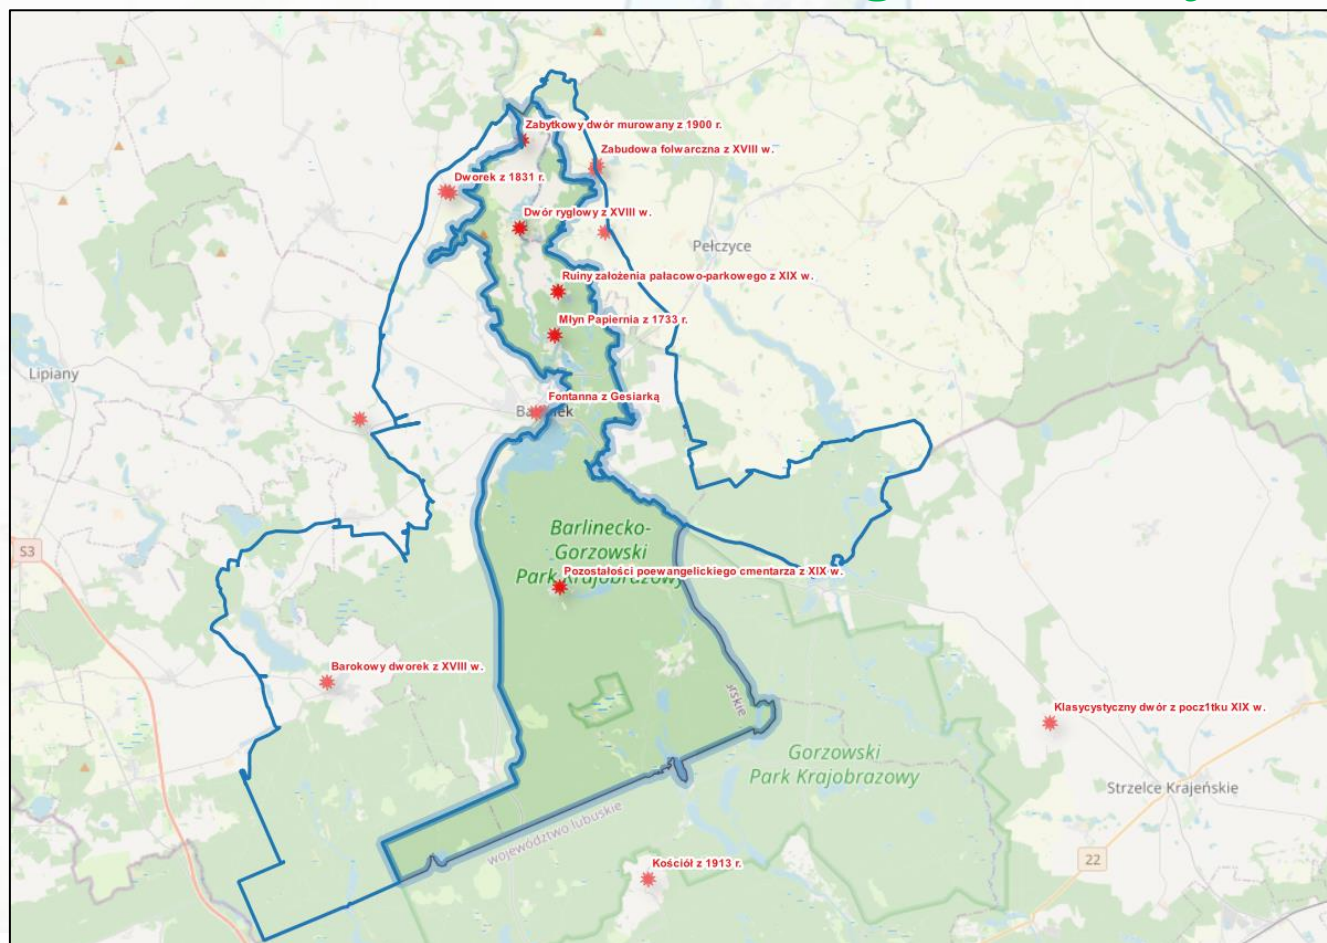 Zabytkowy dwór murowany z 1900 r.
Zabudowa folwarczna z XVIII w.
Dworek z 1831 r.
Dwór ryglowy z XVIII w.
Pełczyce
Ruiny założenia pałacowo-parkowego z XIX w.
Młyn Papiernia z 1733 r.
Lipiany
Fontanna z Gesiarką
Barlinecko-
Gorzowski
Park Krajobrazowy
S3
Pozostałości poewangelickiego cmentarza z XIX w.
Barokowy dworek z XVIII w.
Klasycystyczny dwór z pocz1tku XIX w.
Gorzowski
Park Krajobrazowy
Strzelce Krajeńskie
województwo lubuskie
22
Kościół z 1913 r.